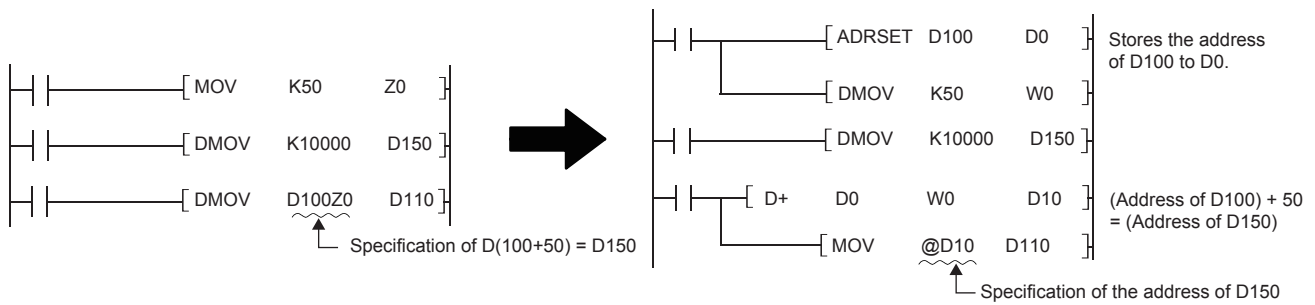 MOV K50 Z0
DMOV K10000 D150
DMOV D100Z0 D110
Specification of D(100+50) = D150
ADRSET D100 D0
Stores the address
of D100 to D0.
DMOV K50 W0
DMOV K10000 D150
D+ D0 W0 D10
(Address of D100) + 50
= (Address of D150)
MOV @D10 D110
Specification of the address of D150